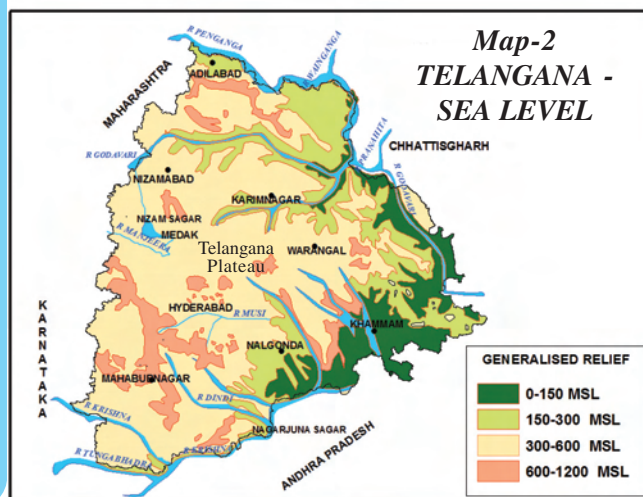 Map-2
TELANGANA -
SEA LEVEL
R PENGANGA
ADILABAD
R WAINGANGA
MAHARASHTRA
PRANAHITA
CHHATTISGHARH
R GODAVARI
R GODAVARI
NIZAMABAD
KARIMNAGAR
NIZAM SAGAR
MEDAK
R MANJEERA
Telangana
Plateau
WARANGAL
KARNATAKA
HYDERABAD
R MUSI
KHAMMAM
NALGONDA
MAHABUBNAGAR
R DINDI
R KRISHNA
NAGARJUNA SAGAR
R KRISHNA
R TUNGABHADRA
ANDHRA PRADESH
GENERALISED RELIEF
0-150 MSL
150-300 MSL
300-600 MSL
600-1200 MSL